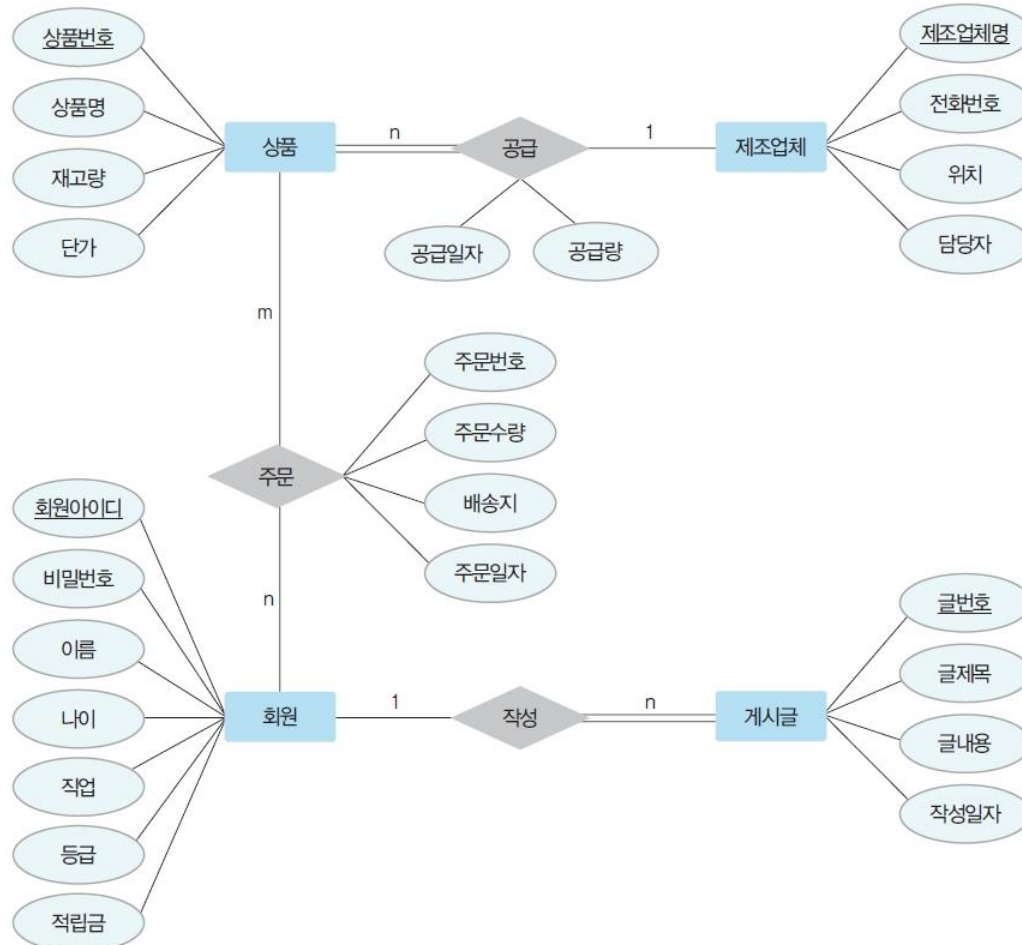 상품번호
상품명
재고량
단가
상품
n
공급
1
제조업체
공급일자
공급량
제조업체명
전화번호
위치
담당자
m
주문
주문번호
주문수량
배송지
주문일자
n
회원아이디
비밀번호
이름
나이
직업
등급
적립금
회원
1
작성
n
게시글
글번호
글제목
글내용
작성일자